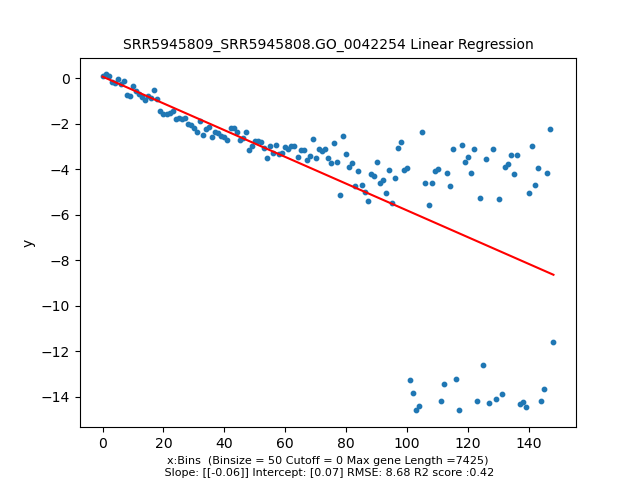 SRR5945809_SRR5945808.GO_0042254 Linear Regression
0
−2
−4
−6
−8
−10
−12
−14
y
0 20 40 60 80 100 120 140
x:Bins  (Binsize = 50 Cutoff = 0 Max gene Length =7425)
Slope: [[-0.06]] Intercept: [0.07] RMSE: 8.68 R2 score :0.42